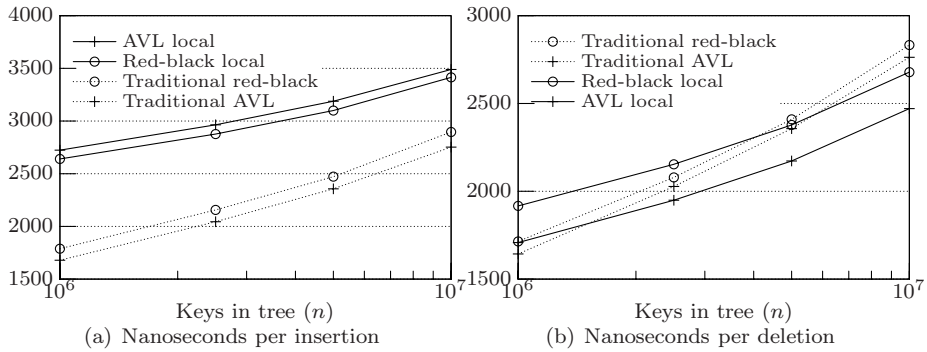 4000
3500
3000
2500
2000
1500
AVL local
Red-black local
Traditional red-black
Traditional AVL
10^6
10^7
Keys in tree (n)
(a) Nanoseconds per insertion
3000
2500
2000
1500
Traditional red-black
Traditional AVL
Red-black local
AVL local
10^6
10^7
Keys in tree (n)
(b) Nanoseconds per deletion